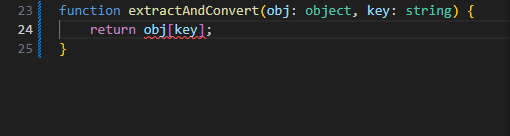 23 function extractAndConvert(obj: object, key: string) {
24     return obj[key];
25 }